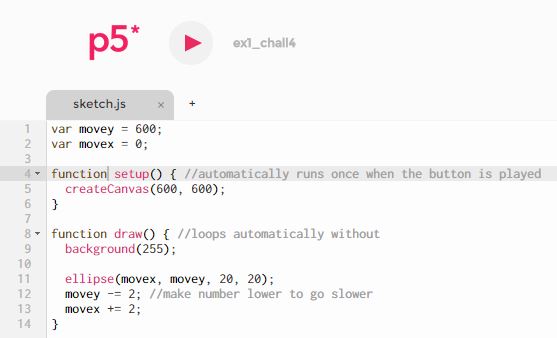 p5*
ex1_chall4
sketch.js × +
1 var movey = 600;
2 var movex = 0;
3
4 function setup() { //automatically runs once when the button is played
5   createCanvas(600, 600);
6 }
7
8 function draw() { //loops automatically without
9   background(255);
10
11   ellipse(movex, movey, 20, 20);
12   movey -= 2; //make number lower to go slower
13   movex += 2;
14 }